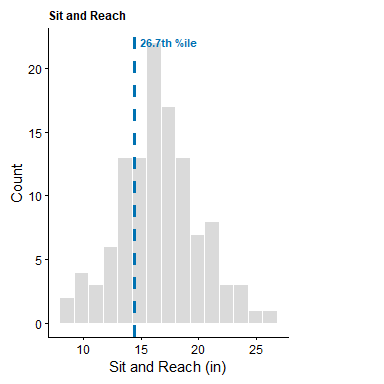 Sit and Reach
26.7th %ile
20
15
10
5
0
Count
10 15 20 25
Sit and Reach (in)